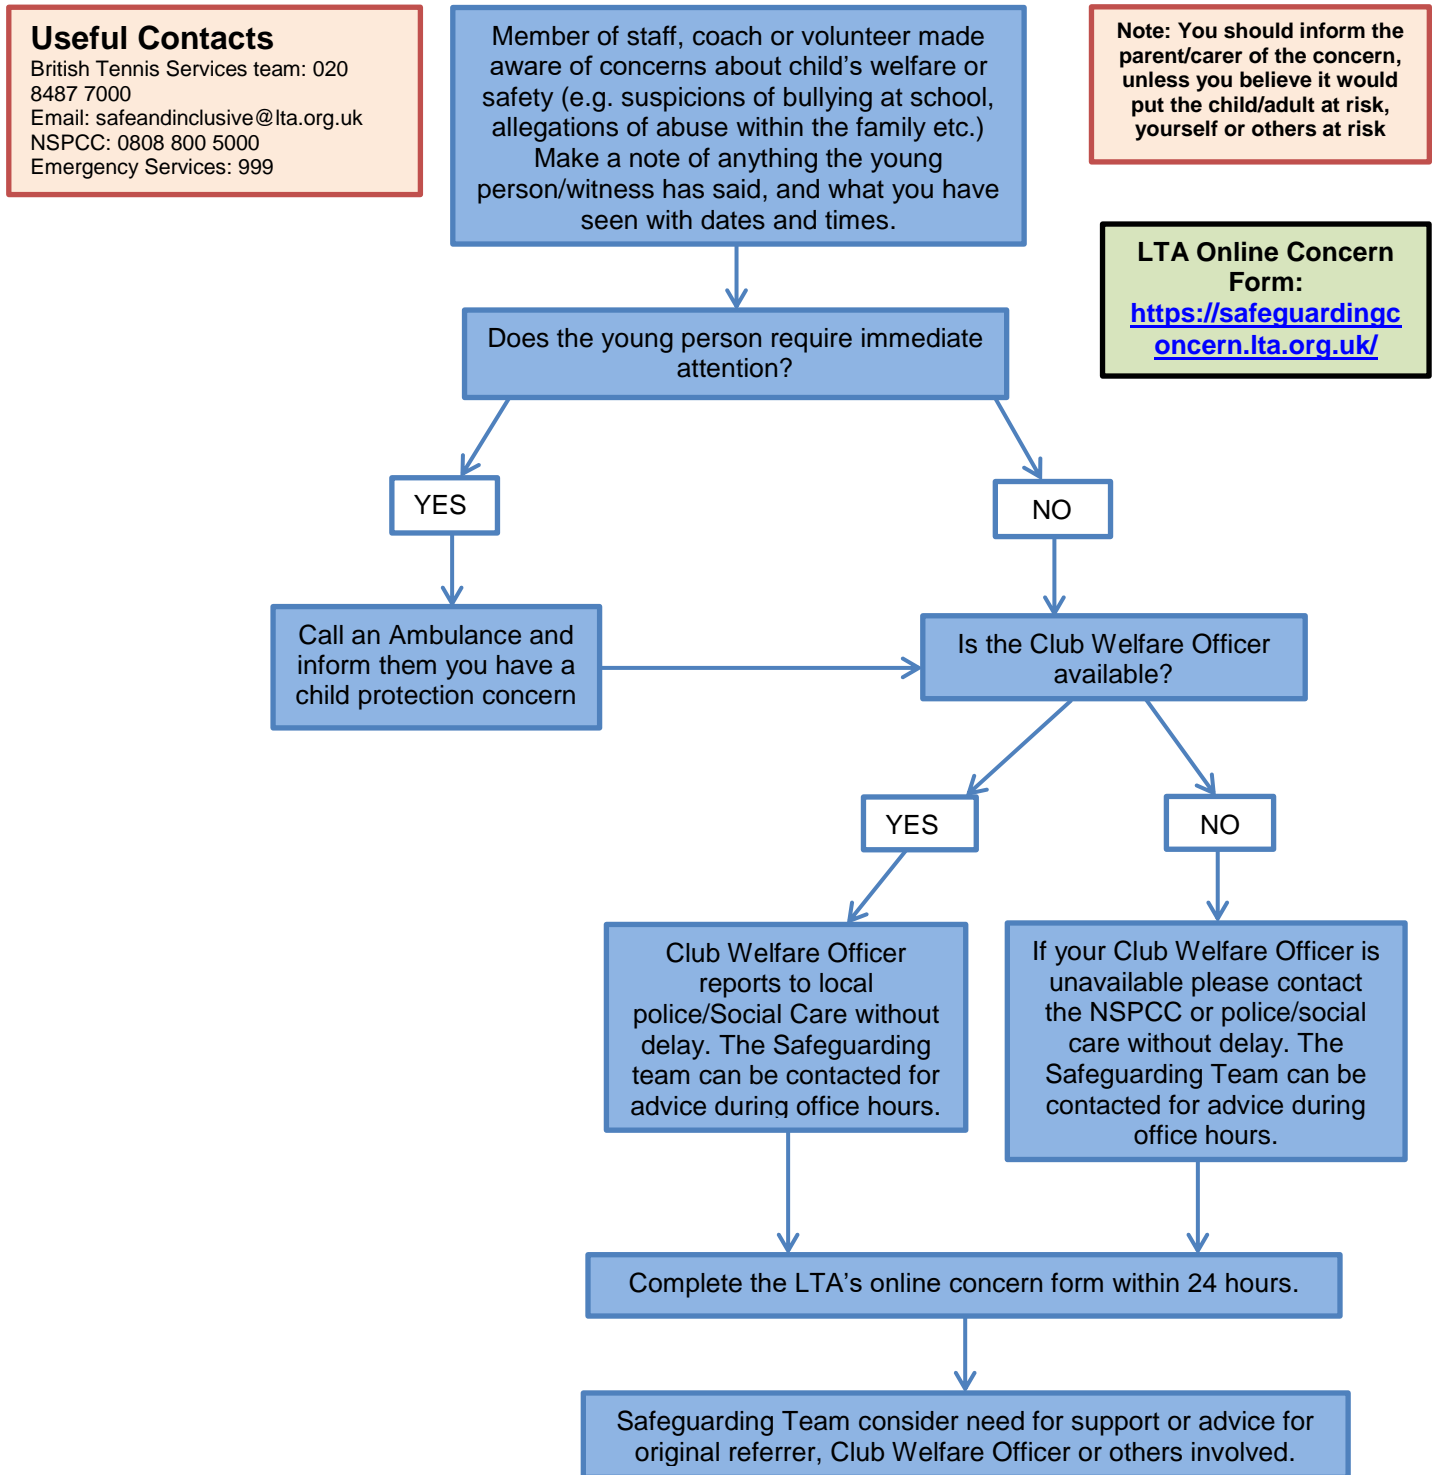 Useful Contacts
British Tennis Services team: 020
8487 7000
Email: safeandinclusive@lta.org.uk
NSPCC: 0808 800 5000
Emergency Services: 999
Member of staff, coach or volunteer made
aware of concerns about child’s welfare or
safety (e.g. suspicions of bullying at school,
allegations of abuse within the family etc.)
Make a note of anything the young
person/witness has said, and what you have
seen with dates and times.
Note: You should inform the
parent/carer of the concern,
unless you believe it would
put the child/adult at risk,
yourself or others at risk
LTA Online Concern
Form:
https://safeguardingc
oncern.lta.org.uk/
Does the young person require immediate
attention?
YES
NO
Call an Ambulance and
inform them you have a
child protection concern
Is the Club Welfare Officer
available?
YES
NO
Club Welfare Officer
reports to local
police/Social Care without
delay. The Safeguarding
team can be contacted for
advice during office hours.
If your Club Welfare Officer is
unavailable please contact
the NSPCC or police/social
care without delay. The
Safeguarding Team can be
contacted for advice during
office hours.
Complete the LTA’s online concern form within 24 hours.
Safeguarding Team consider need for support or advice for
original referrer, Club Welfare Officer or others involved.